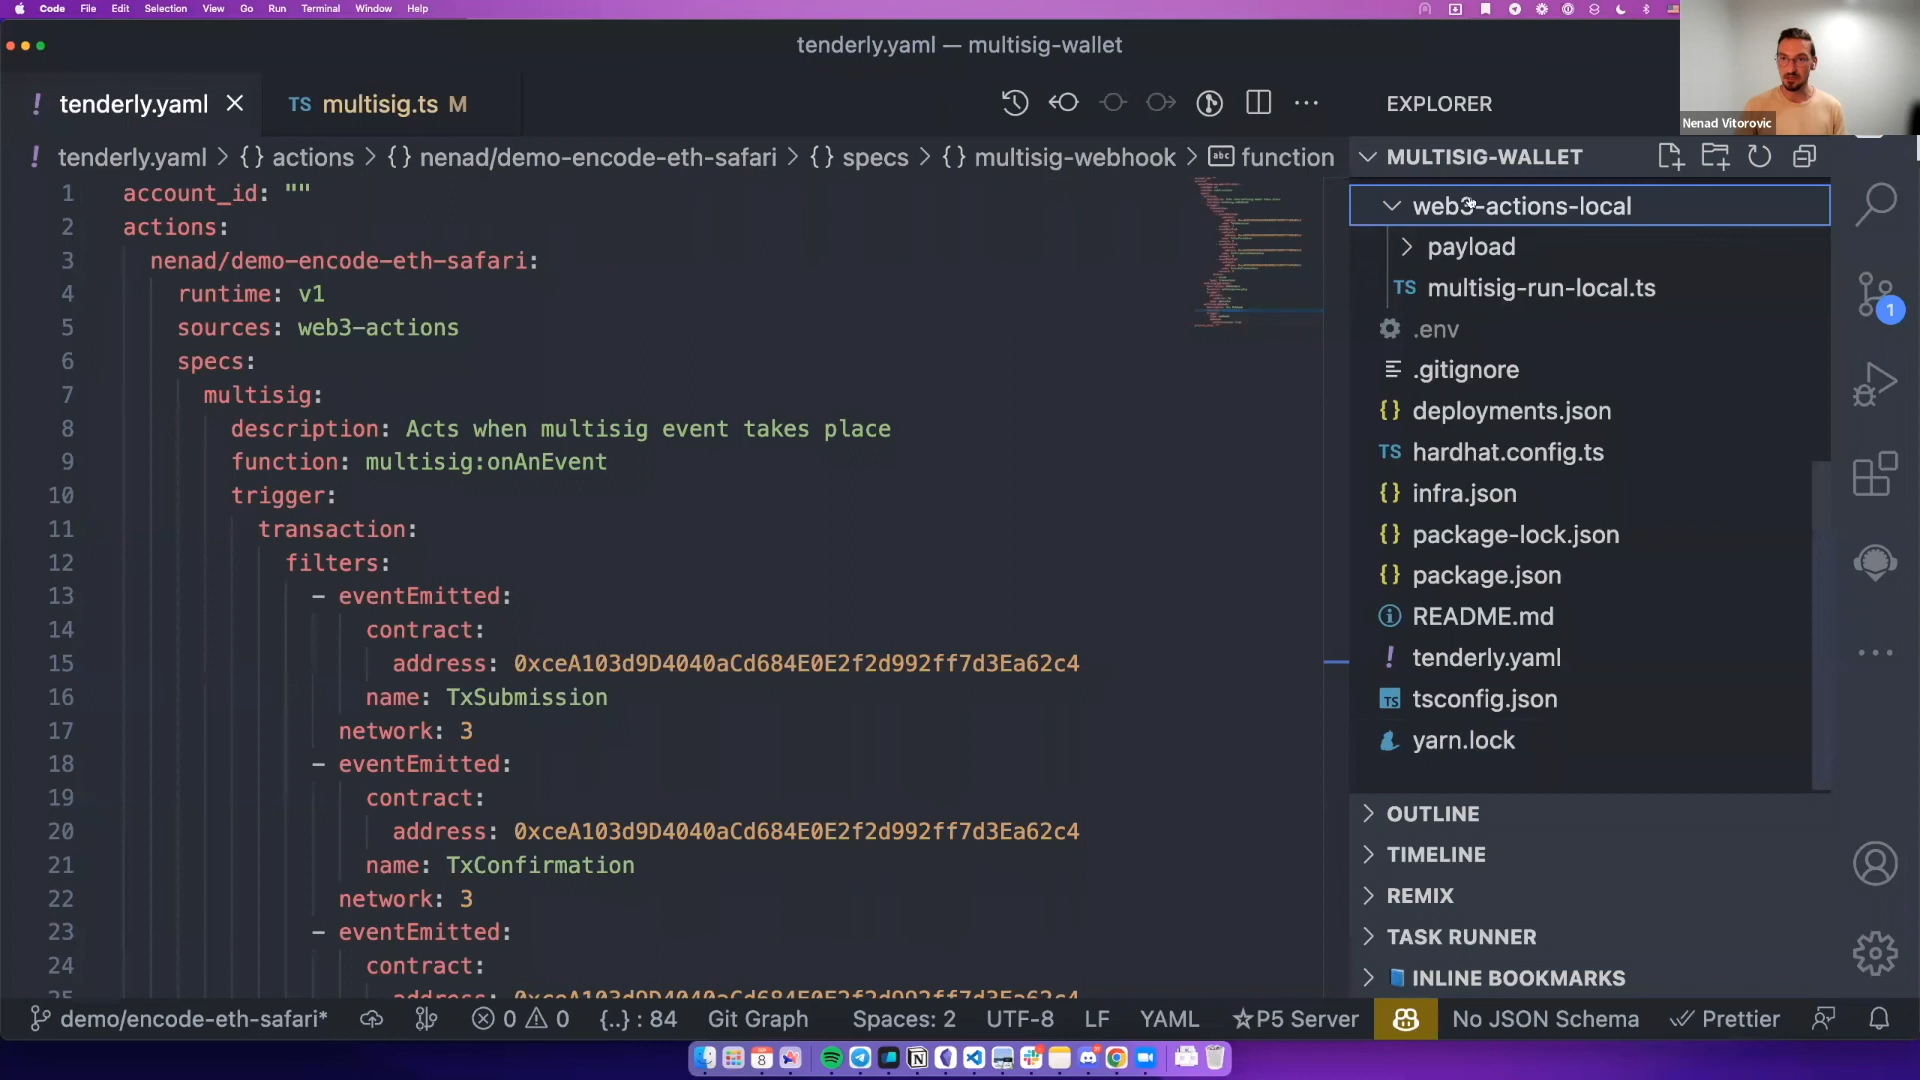 Code File Edit Selection View Go Run Terminal Window Help
tenderly.yaml — multisig-wallet
Nenad Vitorovic
! tenderly.yaml × TS multisig.ts M
EXPLORER
! tenderly.yaml > {} actions > {} nenad/demo-encode-eth-safari > {} specs > {} multisig-webhook > abc function
MULTISIG-WALLET
1 account_id: ""
2 actions:
3 nenad/demo-encode-eth-safari:
4 runtime: v1
5 sources: web3-actions
6 specs:
7 multisig:
8 description: Acts when multisig event takes place
9 function: multisig:onAnEvent
10 trigger:
11 transaction:
12 filters:
13 - eventEmitted:
14 contract:
15 address: 0xceA103d9D4040aCd684E0E2f2d992ff7d3Ea62c4
16 name: TxSubmission
17 network: 3
18 - eventEmitted:
19 contract:
20 address: 0xceA103d9D4040aCd684E0E2f2d992ff7d3Ea62c4
21 name: TxConfirmation
22 network: 3
23 - eventEmitted:
24 contract:
25 address: 0xceA103d9D4040aCd684E0E2f2d992ff7d3Ea62c4
web3-actions-local
payload
TS multisig-run-local.ts
.env
.gitignore
{} deployments.json
TS hardhat.config.ts
{} infra.json
{} package-lock.json
{} package.json
README.md
! tenderly.yaml
TS tsconfig.json
yarn.lock
OUTLINE
TIMELINE
REMIX
TASK RUNNER
INLINE BOOKMARKS
1
demo/encode-eth-safari* 0 0 {..} : 84 Git Graph Spaces: 2 UTF-8 LF YAML ☆P5 Server No JSON Schema Prettier
8